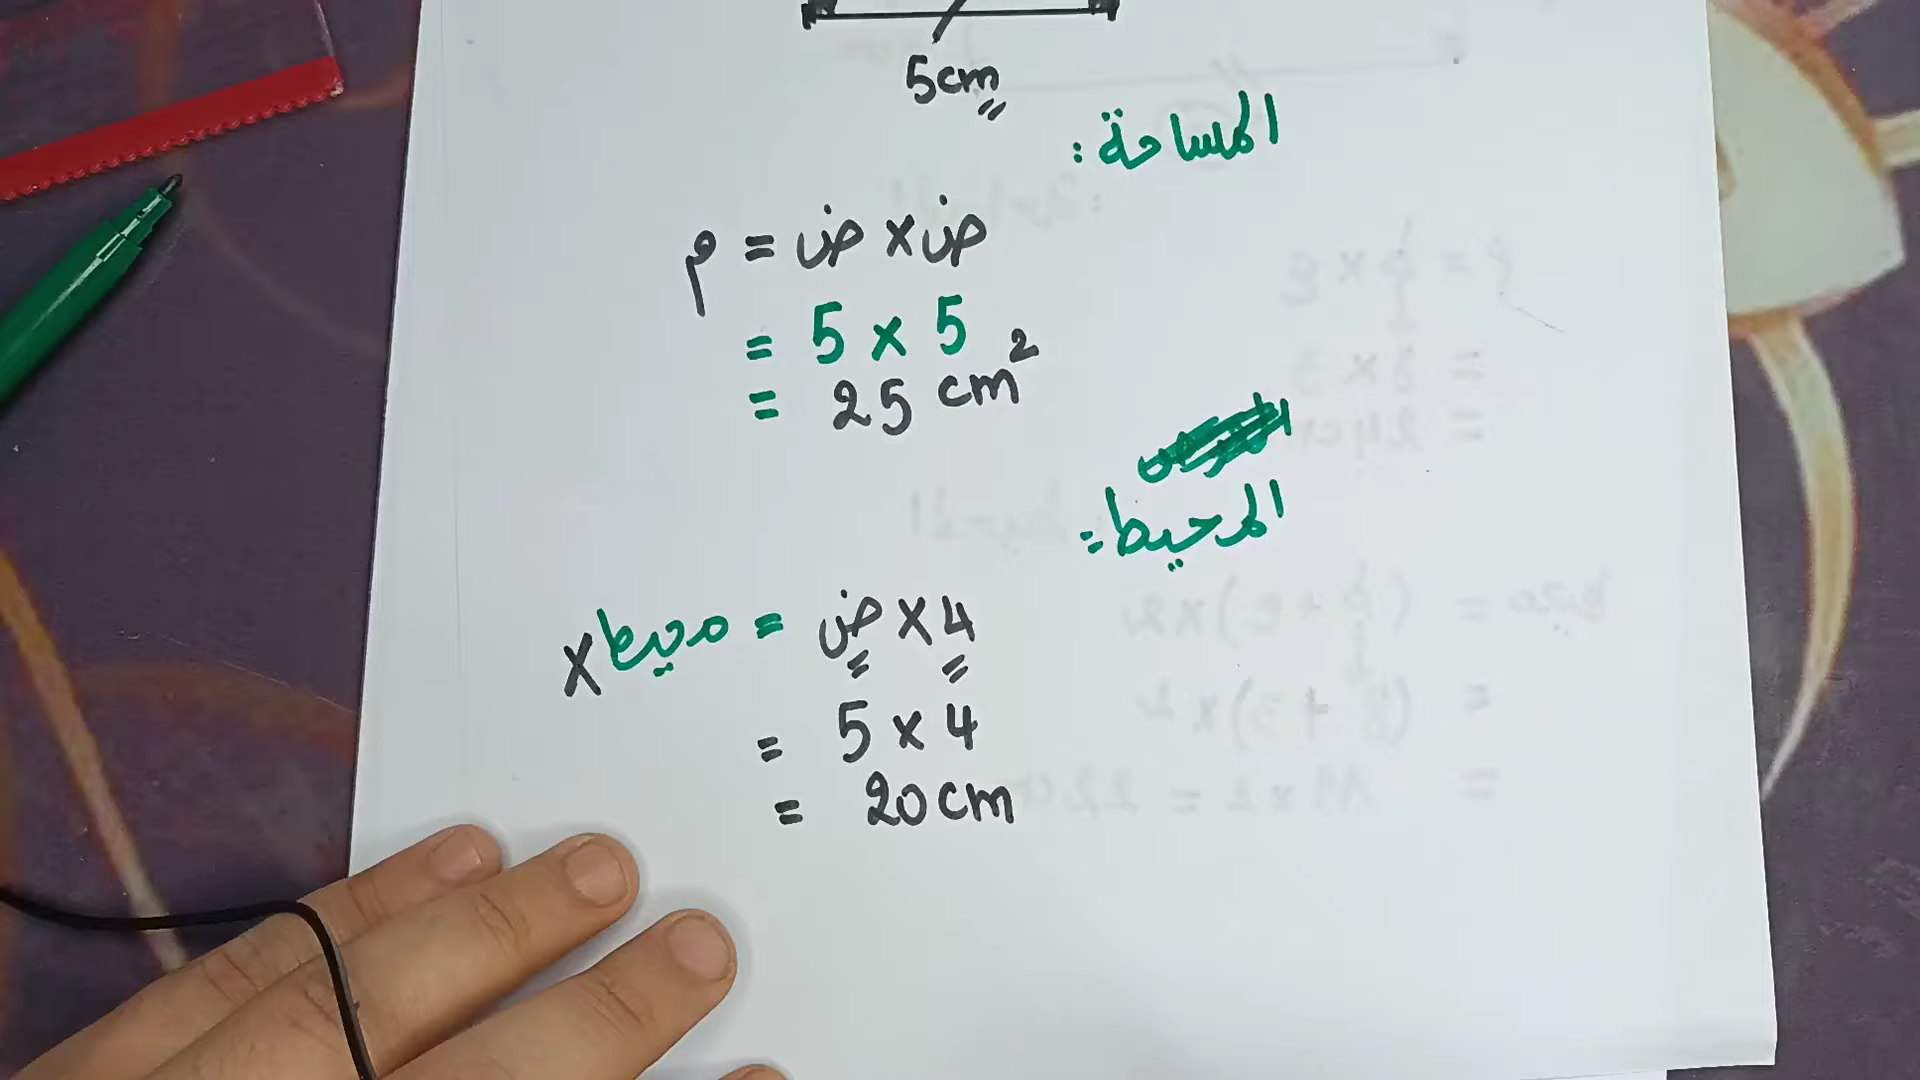 5cm
المساحة:
م = ض x ض
= 5 x 5
= 25 cm²
المحيط:
x محيط = ض x 4
= 5 x 4
= 20 cm